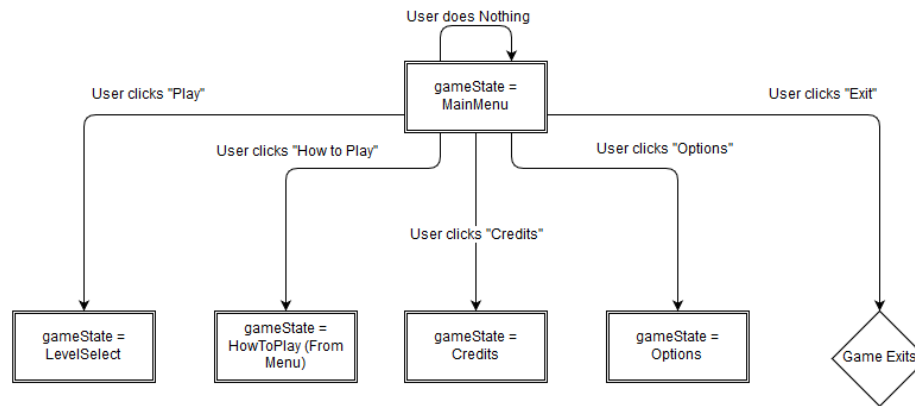 User does Nothing
gameState =
MainMenu
User clicks "Play"
User clicks "Exit"
User clicks "How to Play"
User clicks "Options"
User clicks "Credits"
gameState =
LevelSelect
gameState =
HowToPlay (From
Menu)
gameState =
Credits
gameState =
Options
Game Exits